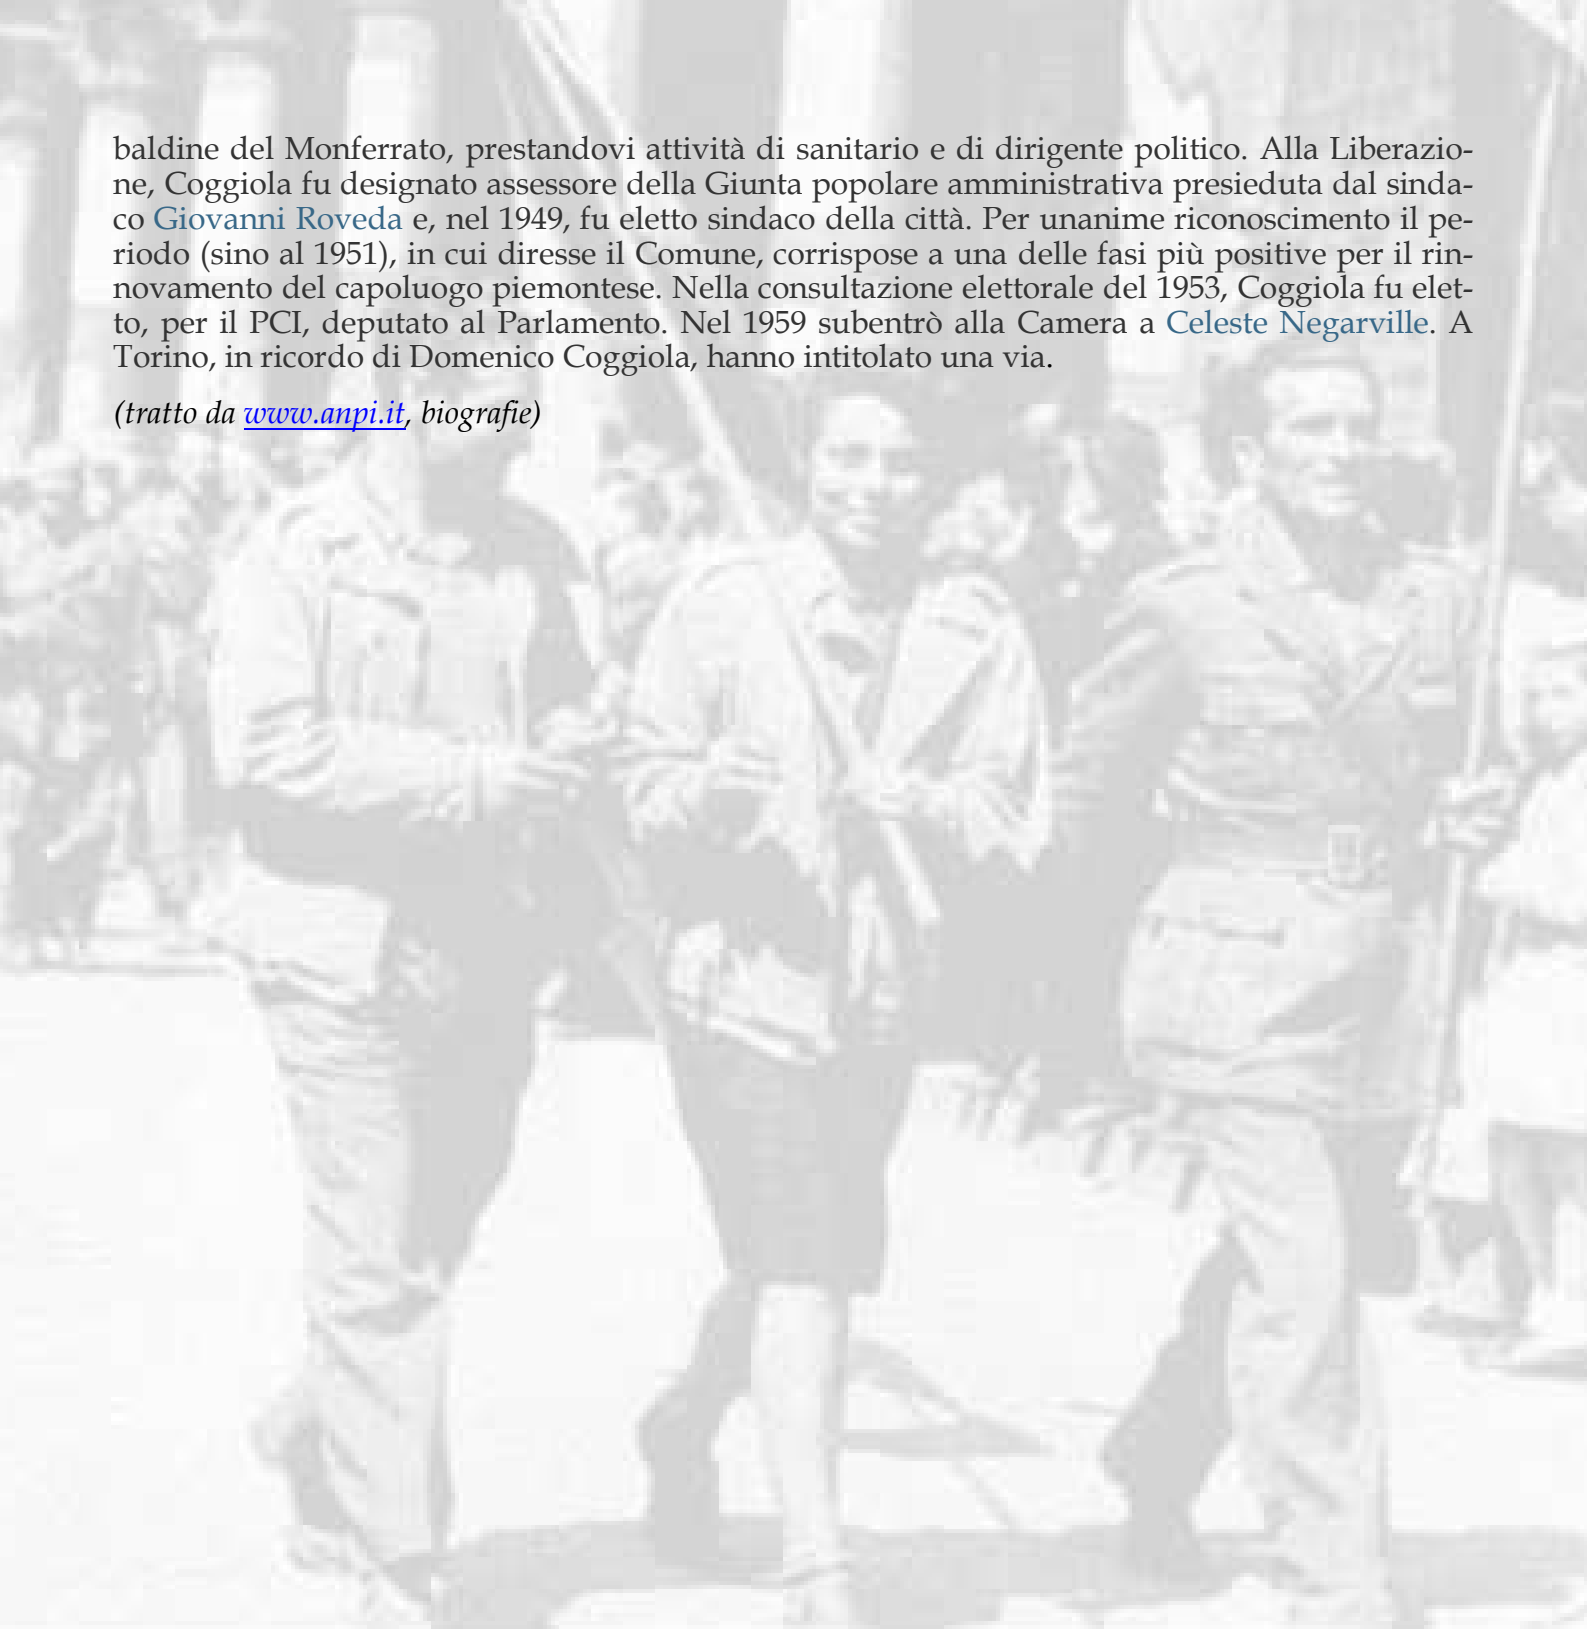 baldine del Monferrato, prestandovi attività di sanitario e di dirigente politico. Alla Liberazio-
ne, Coggiola fu designato assessore della Giunta popolare amministrativa presieduta dal sinda-
co Giovanni Roveda e, nel 1949, fu eletto sindaco della città. Per unanime riconoscimento il pe-
riodo (sino al 1951), in cui diresse il Comune, corrispose a una delle fasi più positive per il rin-
novamento del capoluogo piemontese. Nella consultazione elettorale del 1953, Coggiola fu elet-
to, per il PCI, deputato al Parlamento. Nel 1959 subentrò alla Camera a Celeste Negarville. A
Torino, in ricordo di Domenico Coggiola, hanno intitolato una via.
(tratto da www.anpi.it, biografie)